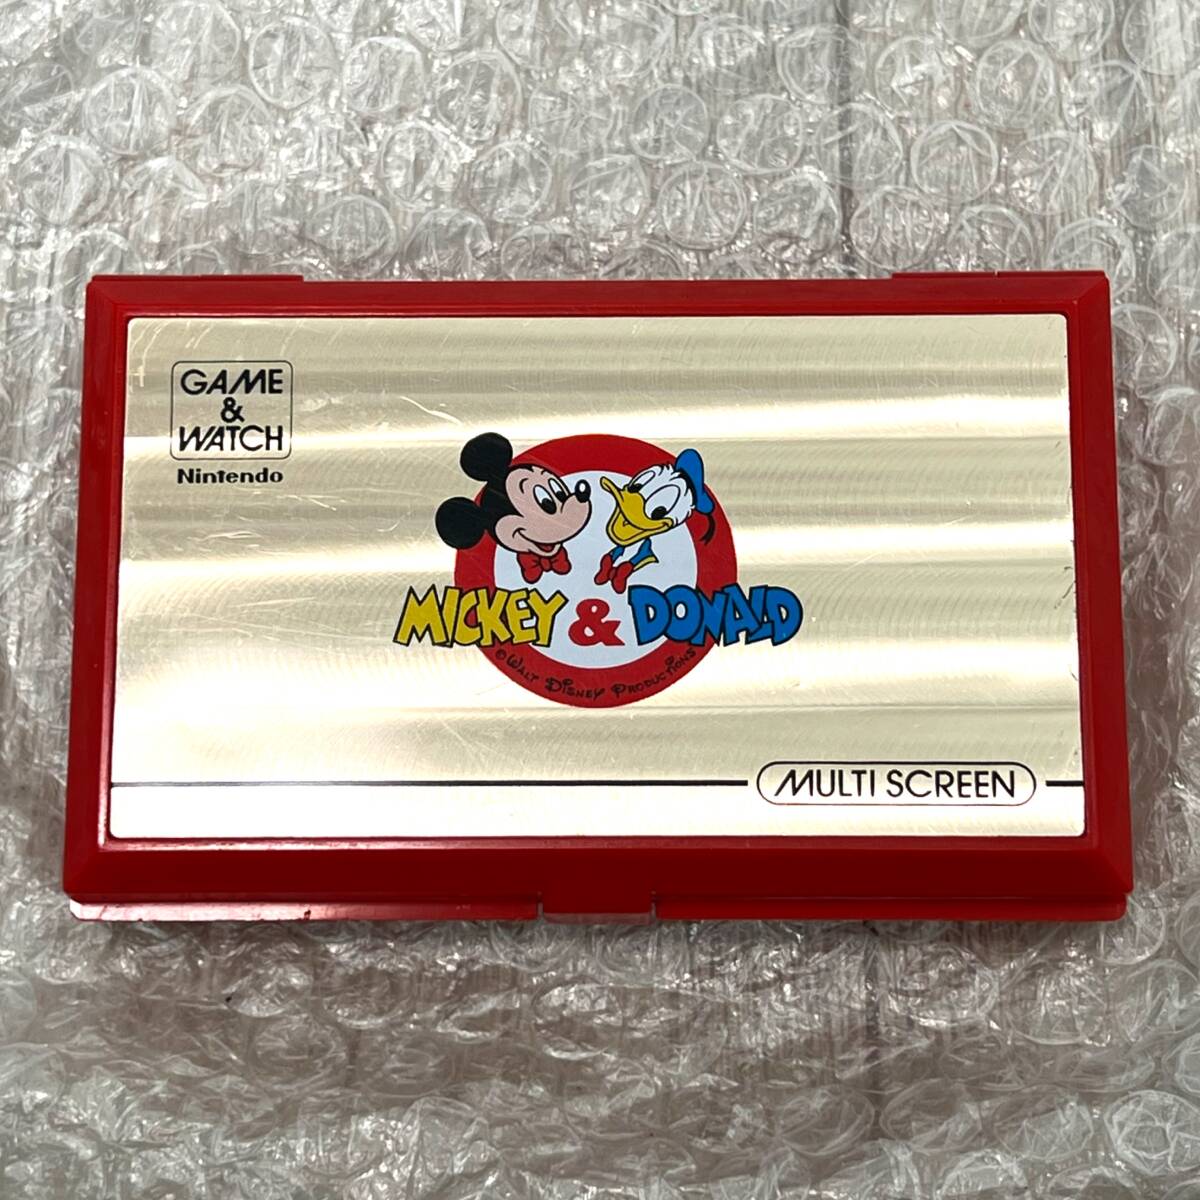 GAME
&
WATCH
Nintendo
MICKEY & DONALD
© WALT DISNEY PRODUCTIONS
MULTI SCREEN